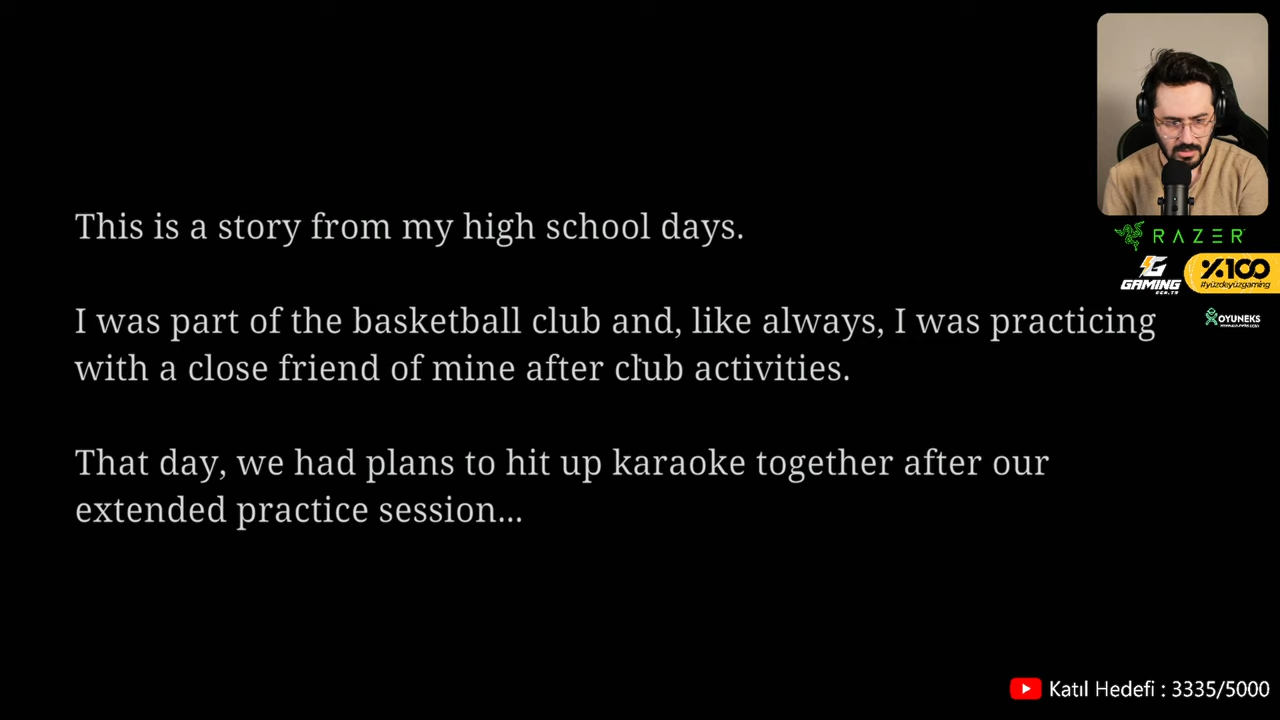 This is a story from my high school days.
I was part of the basketball club and, like always, I was practicing
with a close friend of mine after club activities.
That day, we had plans to hit up karaoke together after our
extended practice session...
RAZER
GAMING
GEN.TR
%100
#yüzdeyüzgaming
OYUNEKS
Katıl Hedefi : 3335/5000